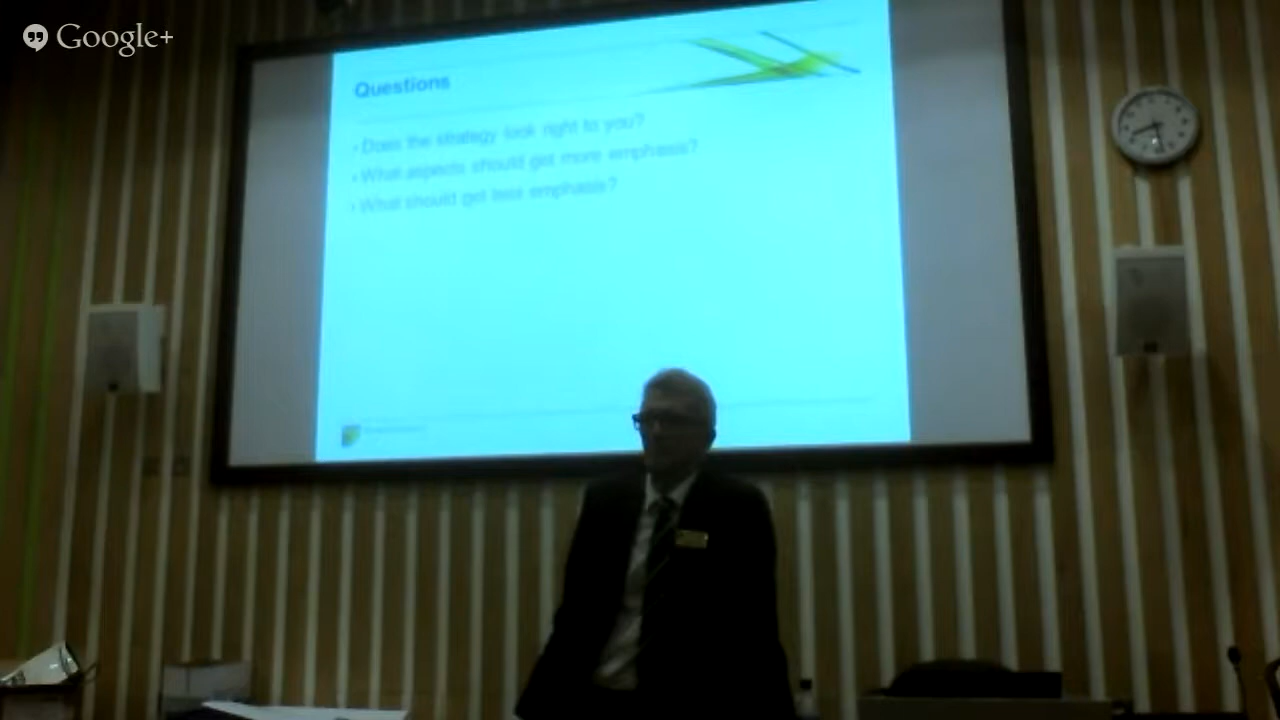 Google+
Questions
• Does the strategy look right to you?
• What aspects should get more emphasis?
• What should get less emphasis?